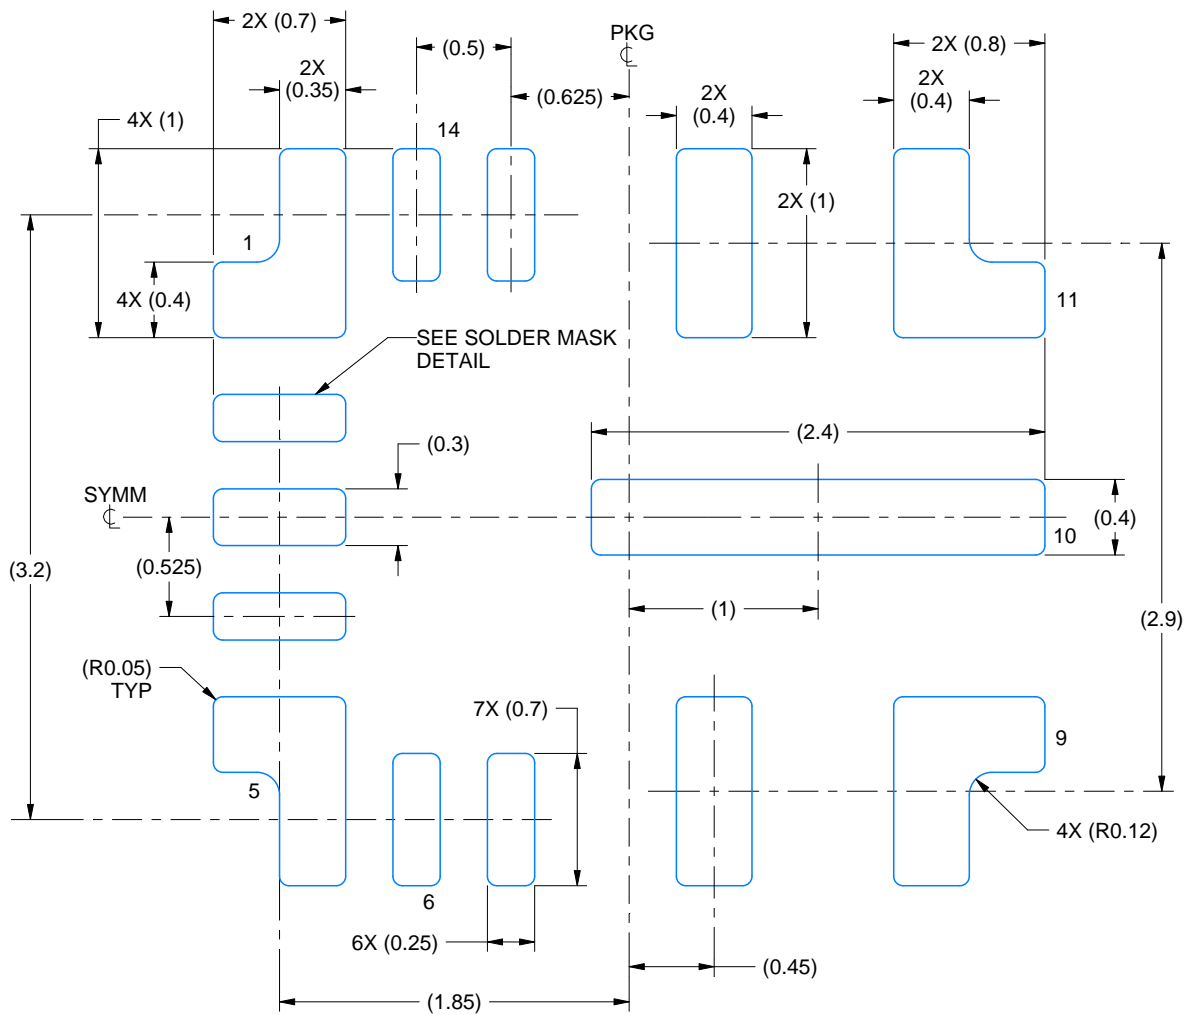 2X (0.7)
(0.5)
PKG
℄
2X (0.8)
2X
(0.35)
(0.625)
2X
(0.4)
2X
(0.4)
4X (1)
14
2X (1)
1
4X (0.4)
11
SEE SOLDER MASK
DETAIL
(2.4)
(0.3)
SYMM
℄
(0.4)
10
(0.525)
(3.2)
(1)
(2.9)
(R0.05)
TYP
7X (0.7)
9
5
4X (R0.12)
6
6X (0.25)
(0.45)
(1.85)